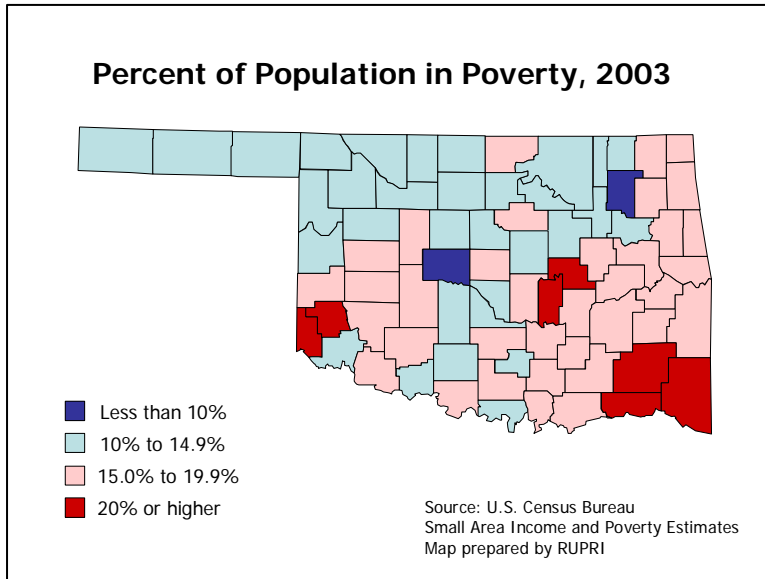 Percent of Population in Poverty, 2003
Less than 10%
10% to 14.9%
15.0% to 19.9%
20% or higher
Source: U.S. Census Bureau
Small Area Income and Poverty Estimates
Map prepared by RUPRI